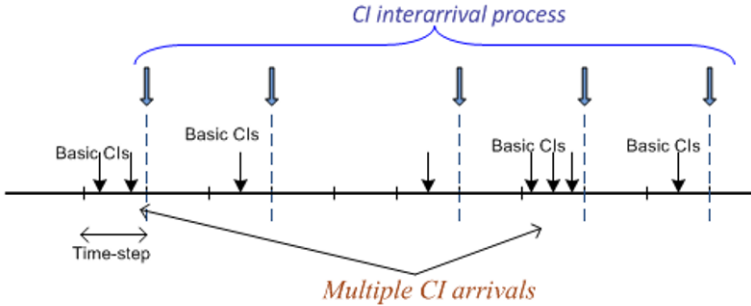 CI interarrival process
Basic CIs
Basic CIs
Basic CIs
Basic CIs
Time-step
Multiple CI arrivals